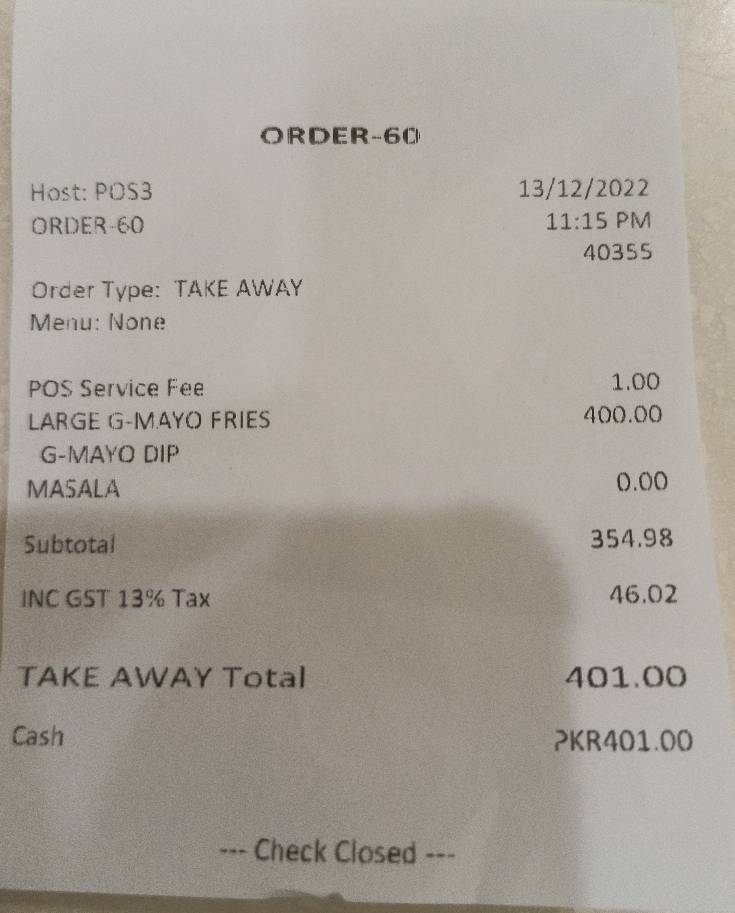 ORDER-60
Host: POS3 13/12/2022
ORDER-60 11:15 PM
40355
Order Type: TAKE AWAY
Menu: None
POS Service Fee 1.00
LARGE G-MAYO FRIES 400.00
G-MAYO DIP
MASALA 0.00
Subtotal 354.98
INC GST 13% Tax 46.02
TAKE AWAY Total 401.00
Cash PKR401.00
--- Check Closed ---